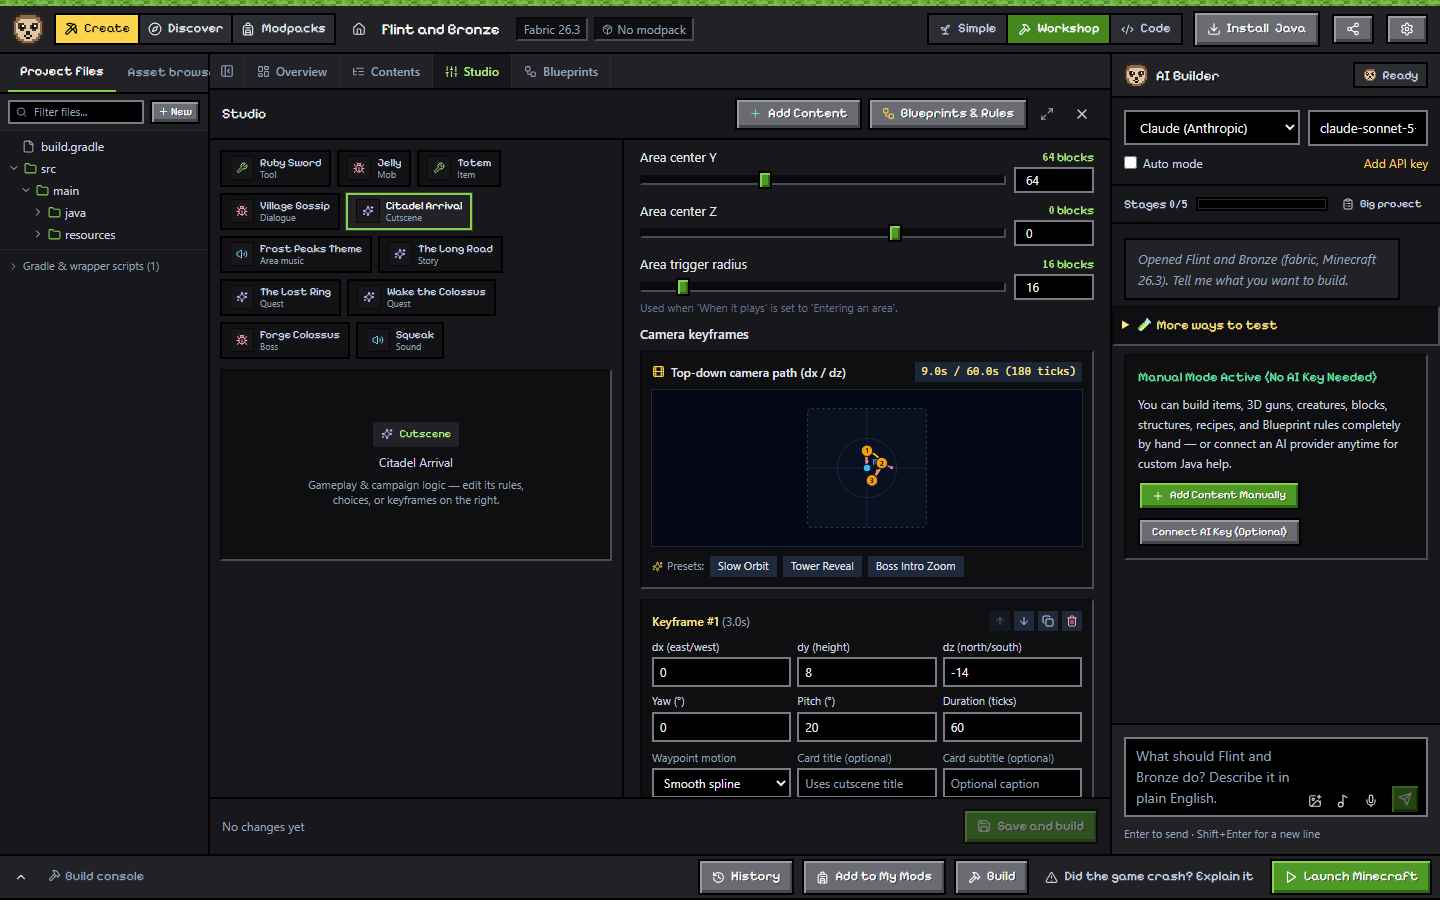 Create
Discover
Modpacks
Flint and Bronze
Fabric 26.3
No modpack
Simple
Workshop
Code
Install Java
Project Files
Asset brows
Overview
Contents
Studio
Blueprints
AI Builder
Ready
Filter files...
New
Studio
Add Content
Blueprints & Rules
Claude (Anthropic)
claude-sonnet-5-
Auto mode
Add API key
Stages 0/5
Big project
build.gradle
src
main
java
resources
Gradle & wrapper scripts (1)
Ruby Sword
Tool
Jelly
Mob
Totem
Item
Village Gossip
Dialogue
Citadel Arrival
Cutscene
Frost Peaks Theme
Area music
The Long Road
Story
The Lost Ring
Quest
Wake the Colossus
Quest
Forge Colossus
Boss
Squeak
Sound
Cutscene
Citadel Arrival
Gameplay & campaign logic — edit its rules,
choices, or keyframes on the right.
Area center Y
64 blocks
64
Area center Z
0 blocks
0
Area trigger radius
16 blocks
16
Used when 'When it plays' is set to 'Entering an area'.
Camera keyframes
Top-down camera path (dx / dz)
9.0s / 60.0s (180 ticks)
1
2
3
Presets:
Slow Orbit
Tower Reveal
Boss Intro Zoom
Keyframe #1 (3.0s)
dx (east/west)
dy (height)
dz (north/south)
0
8
-14
Yaw (°)
Pitch (°)
Duration (ticks)
0
20
60
Waypoint motion
Card title (optional)
Card subtitle (optional)
Smooth spline
Uses cutscene title
Optional caption
Opened Flint and Bronze (fabric, Minecraft
26.3). Tell me what you want to build.
More ways to test
Manual Mode Active (No AI Key Needed)
You can build items, 3D guns, creatures, blocks,
structures, recipes, and Blueprint rules completely
by hand — or connect an AI provider anytime for
custom Java help.
Add Content Manually
Connect AI Key (Optional)
What should Flint and
Bronze do? Describe it in
plain English.
Enter to send · Shift+Enter for a new line
No changes yet
Save and build
Build console
History
Add to My Mods
Build
Did the game crash? Explain it
Launch Minecraft